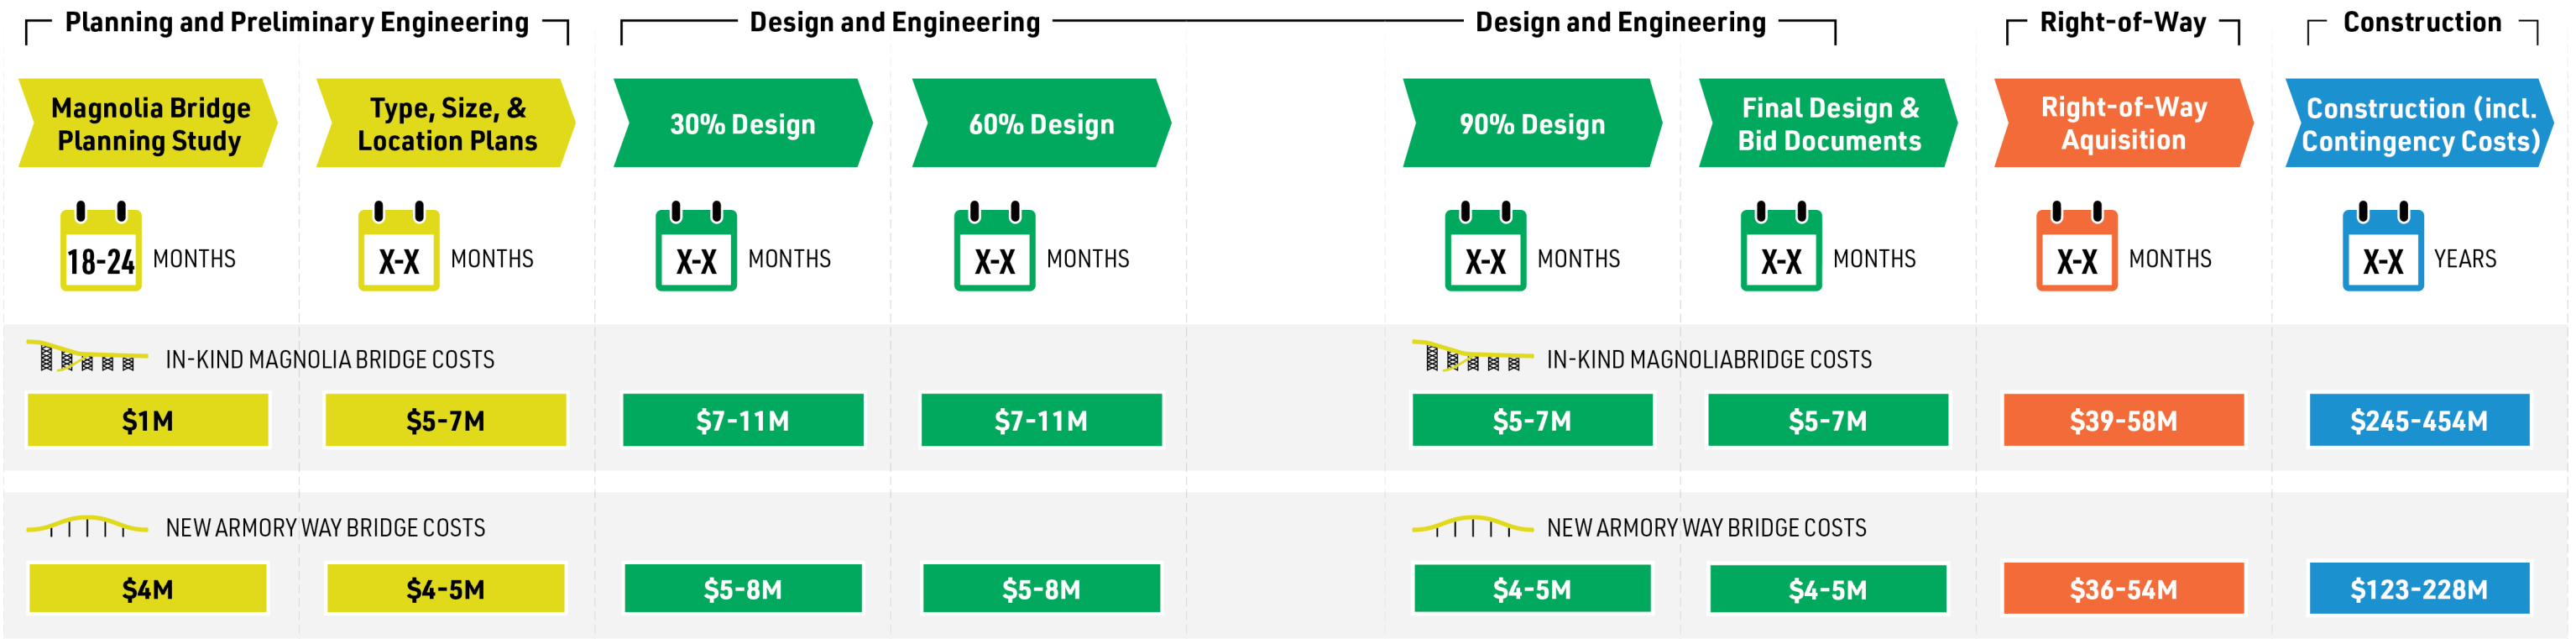 Planning and Preliminary Engineering
Design and Engineering
Design and Engineering
Right-of-Way
Construction
Magnolia Bridge
Planning Study
Type, Size, &
Location Plans
30% Design
60% Design
90% Design
Final Design &
Bid Documents
Right-of-Way
Aquisition
Construction (incl.
Contingency Costs)
18-24 MONTHS
X-X MONTHS
X-X MONTHS
X-X MONTHS
X-X MONTHS
X-X MONTHS
X-X MONTHS
X-X YEARS
IN-KIND MAGNOLIA BRIDGE COSTS
IN-KIND MAGNOLIABRIDGE COSTS
$1M
$5-7M
$7-11M
$7-11M
$5-7M
$5-7M
$39-58M
$245-454M
NEW ARMORY WAY BRIDGE COSTS
NEW ARMORY WAY BRIDGE COSTS
$4M
$4-5M
$5-8M
$5-8M
$4-5M
$4-5M
$36-54M
$123-228M